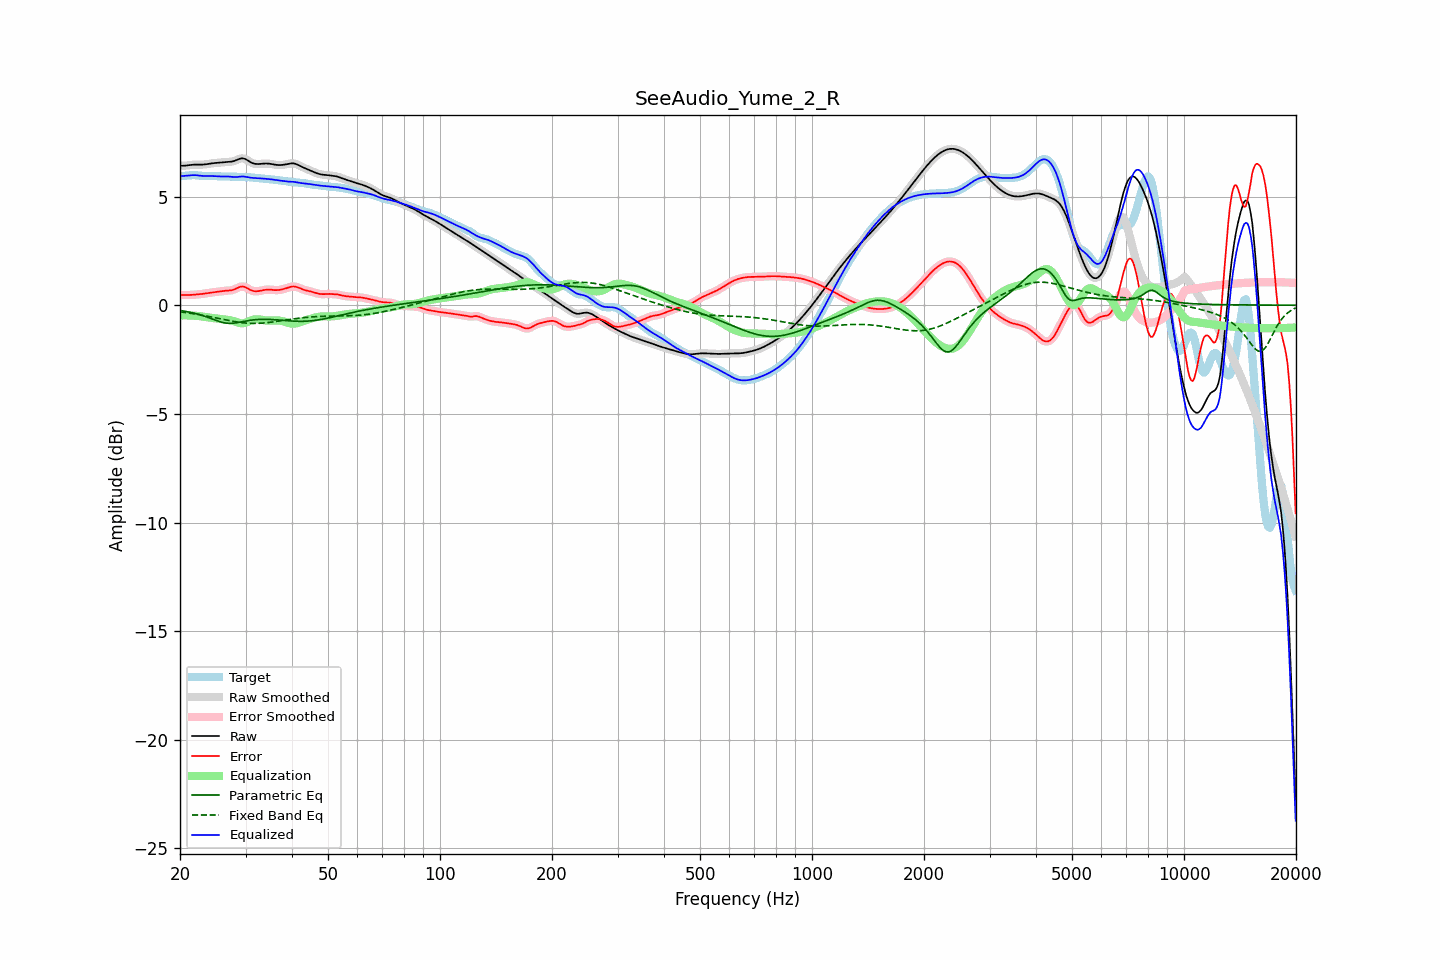 SeeAudio_Yume_2_R
Amplitude (dBr)
5
0
−5
−10
−15
−20
−25
Target
Raw Smoothed
Error Smoothed
Raw
Error
Equalization
Parametric Eq
Fixed Band Eq
Equalized
20 50 100 200 500 1000 2000 5000 10000 20000
Frequency (Hz)